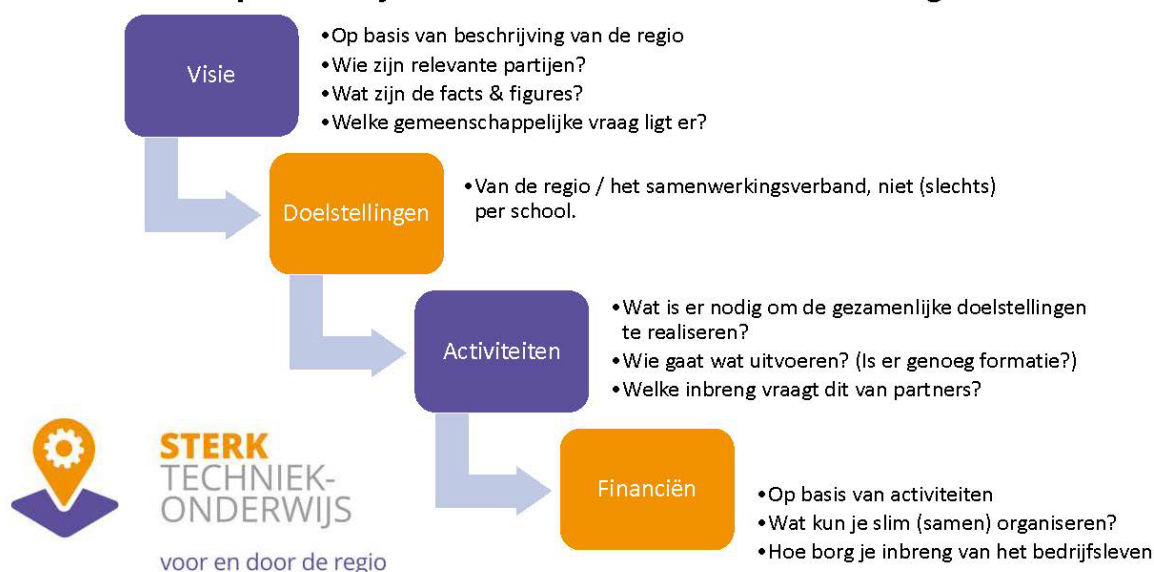 Visie
•Op basis van beschrijving van de regio
•Wie zijn relevante partijen?
•Wat zijn de facts & figures?
•Welke gemeenschappelijke vraag ligt er?
Doelstellingen
•Van de regio / het samenwerkingsverband, niet (slechts)
per school.
Activiteiten
•Wat is er nodig om de gezamenlijke doelstellingen
te realiseren?
•Wie gaat wat uitvoeren? (Is er genoeg formatie?)
•Welke inbreng vraagt dit van partners?
Financiën
•Op basis van activiteiten
•Wat kun je slim (samen) organiseren?
•Hoe borg je inbreng van het bedrijfsleven
STERK
TECHNIEK-
ONDERWIJS
voor en door de regio